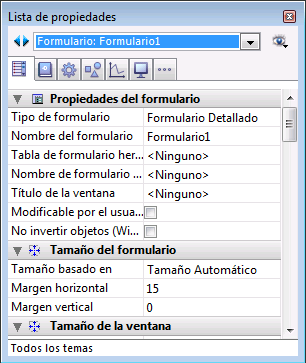 Lista de propiedades
Formulario: Formulario1
Propiedades del formulario
Tipo de formulario Formulario Detallado
Nombre del formulario Formulario1
Tabla de formulario her... <Ninguno>
Nombre de formulario ... <Ninguno>
Título de la ventana <Ninguno>
Modificable por el usua...
No invertir objetos (Wi...
Tamaño del formulario
Tamaño basado en Tamaño Automático
Margen horizontal 15
Margen vertical 0
Tamaño de la ventana
Todos los temas